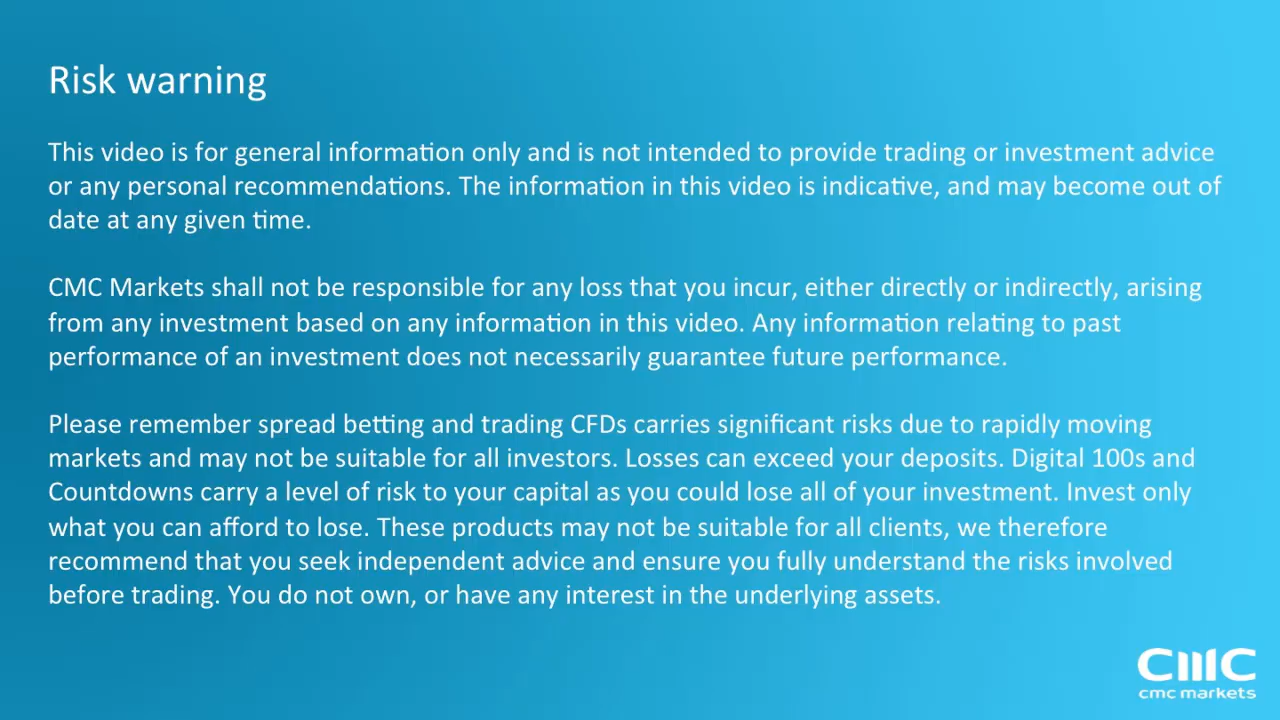 Risk warning
This video is for general information only and is not intended to provide trading or investment advice
or any personal recommendations. The information in this video is indicative, and may become out of
date at any given time.
CMC Markets shall not be responsible for any loss that you incur, either directly or indirectly, arising
from any investment based on any information in this video. Any information relating to past
performance of an investment does not necessarily guarantee future performance.
Please remember spread betting and trading CFDs carries significant risks due to rapidly moving
markets and may not be suitable for all investors. Losses can exceed your deposits. Digital 100s and
Countdowns carry a level of risk to your capital as you could lose all of your investment. Invest only
what you can afford to lose. These products may not be suitable for all clients, we therefore
recommend that you seek independent advice and ensure you fully understand the risks involved
before trading. You do not own, or have any interest in the underlying assets.
CMC
cmc markets